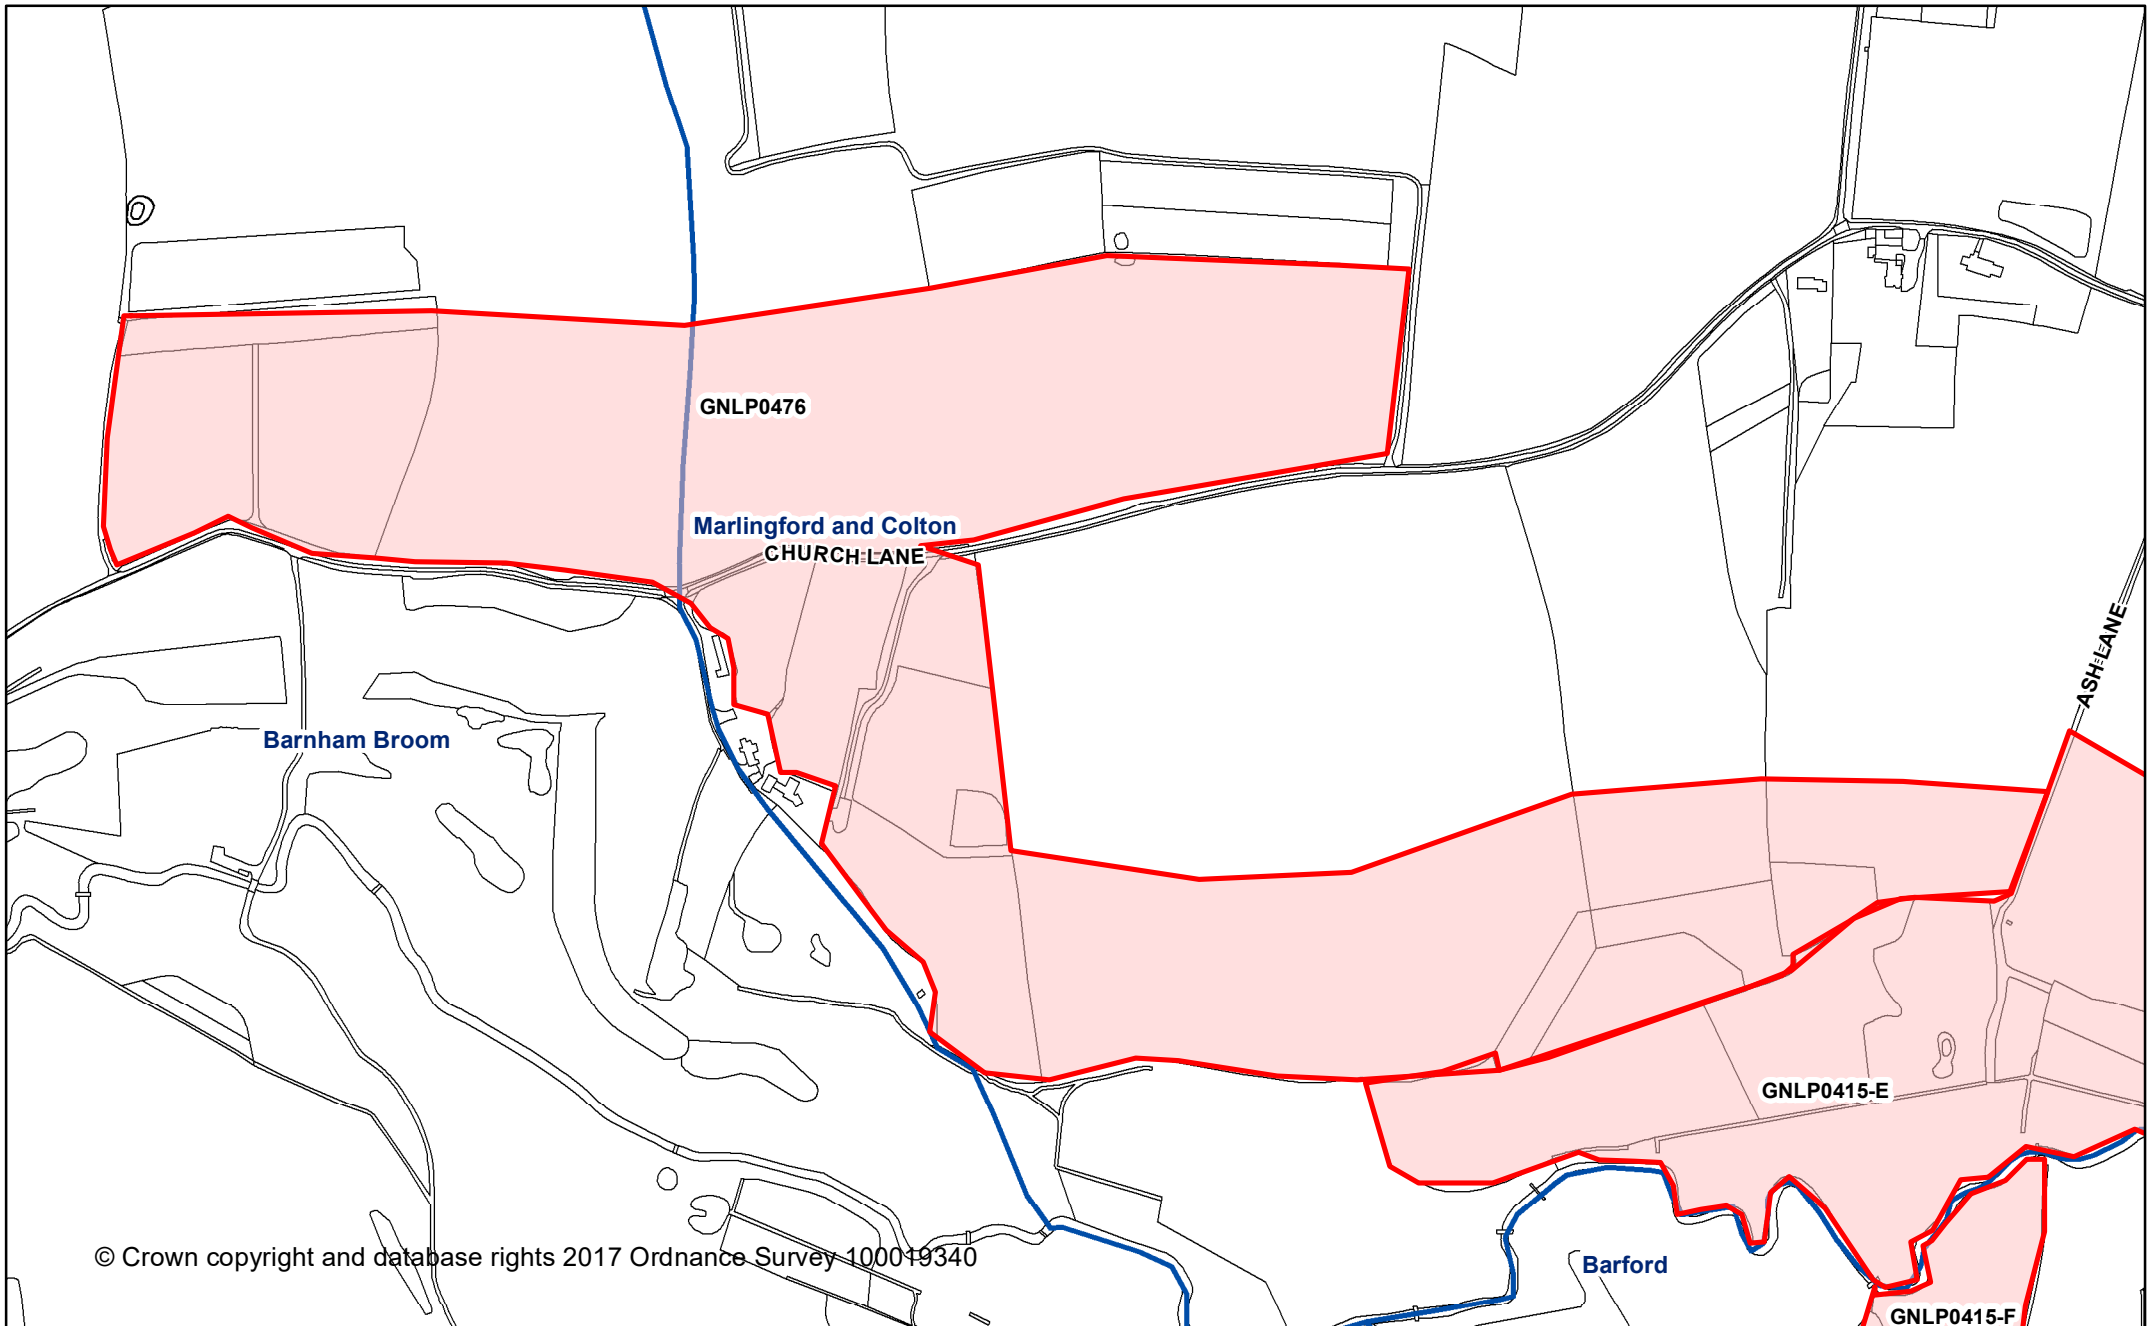 GNLP0476
Marlingford and Colton
CHURCH LANE
ASH LANE
Barnham Broom
GNLP0415-E
© Crown copyright and database rights 2017 Ordnance Survey 100019340
Barford
GNLP0415-F